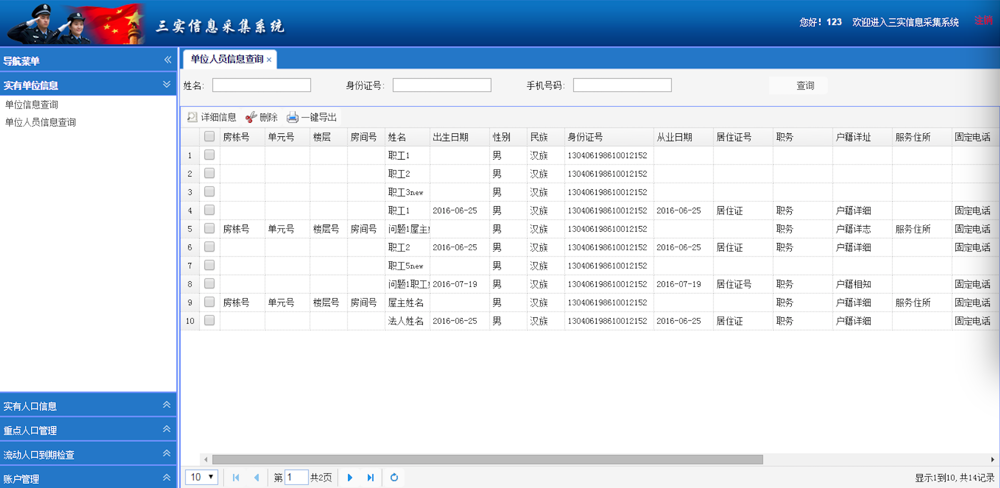 三实信息采集系统
您好！123 欢迎进入三实信息采集系统 注销
导航菜单
实有单位信息
单位信息查询
单位人员信息查询
实有人口信息
重点人口管理
流动人口到期检查
账户管理
单位人员信息查询 ×
姓名： 身份证号： 手机号码： 查询
详细信息 删除 一键导出
房栋号 单元号 楼层 房间号 姓名 出生日期 性别 民族 身份证号 从业日期 居住证号 职务 户籍详址 服务住所 固定电话
1 职工1 男 汉族 130406198610012152
2 职工2 男 汉族 130406198610012152
3 职工3new 男 汉族 130406198610012152
4 职工1 2016-06-25 男 汉族 130406198610012152 2016-06-25 居住证 职务 户籍详细 固定电话
5 房栋号 单元号 楼层号 房间号 问题1屋主 男 汉族 130406198610012152 职务 户籍详志 服务住所 固定电话
6 职工2 2016-06-25 男 汉族 130406198610012152 2016-06-25 居住证 职务 户籍详细 固定电话
7 职工5new 男 汉族 130406198610012152
8 问题1职工 2016-07-19 男 汉族 130406198610012152 2016-07-19 居住证号 职务 户籍相知 固定电话
9 房栋号 单元号 楼层号 房间号 屋主姓名 男 汉族 130406198610012152 职务 户籍详细 服务住所 固定电话
10 法人姓名 2016-06-25 男 汉族 130406198610012152 2016-06-25 居住证 职务 户籍详细 固定电话
10 第 1 共2页 显示1到10, 共14记录